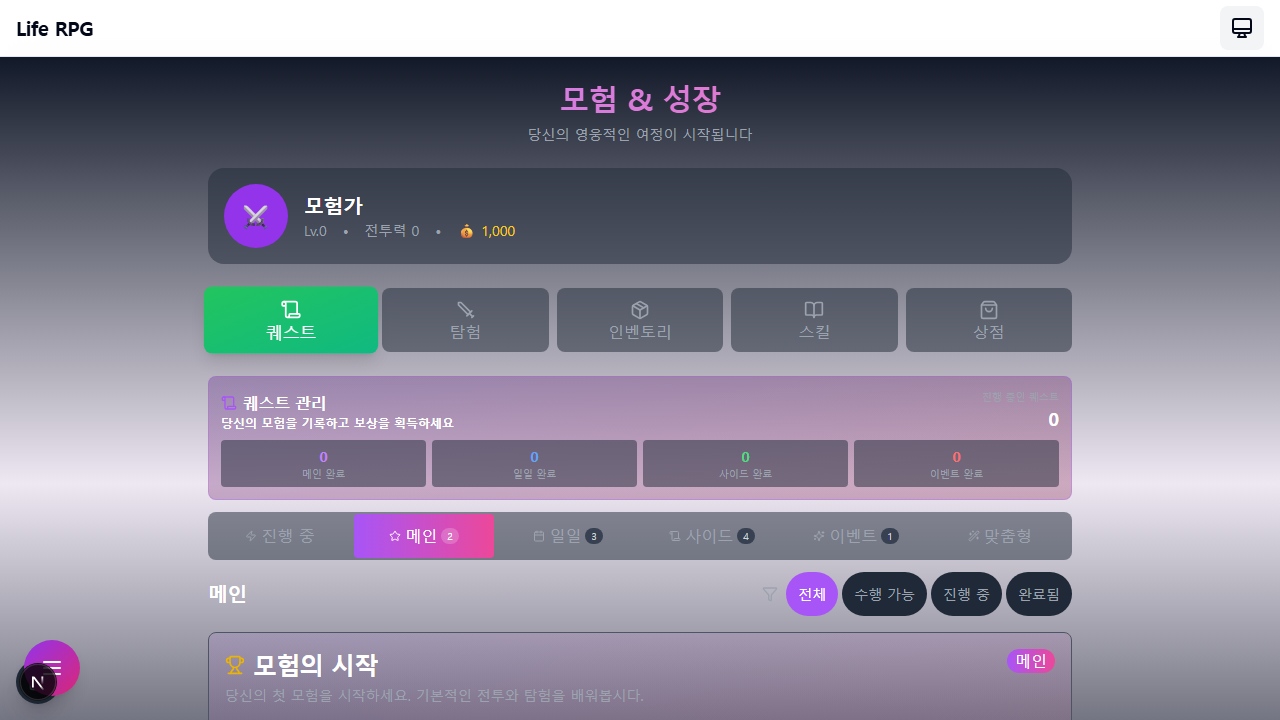 Life RPG
모험 & 성장
당신의 영웅적인 여정이 시작됩니다
모험가
Lv.0 • 전투력 0 • 1,000
퀘스트
탐험
인벤토리
스킬
상점
퀘스트 관리
당신의 모험을 기록하고 보상을 획득하세요
진행 중인 퀘스트
0
0
메인 완료
0
일일 완료
0
사이드 완료
0
이벤트 완료
진행 중
메인 2
일일 3
사이드 4
이벤트 1
맞춤형
메인
전체
수행 가능
진행 중
완료됨
모험의 시작
메인
당신의 첫 모험을 시작하세요. 기본적인 전투와 탐험을 배워봅시다.
N